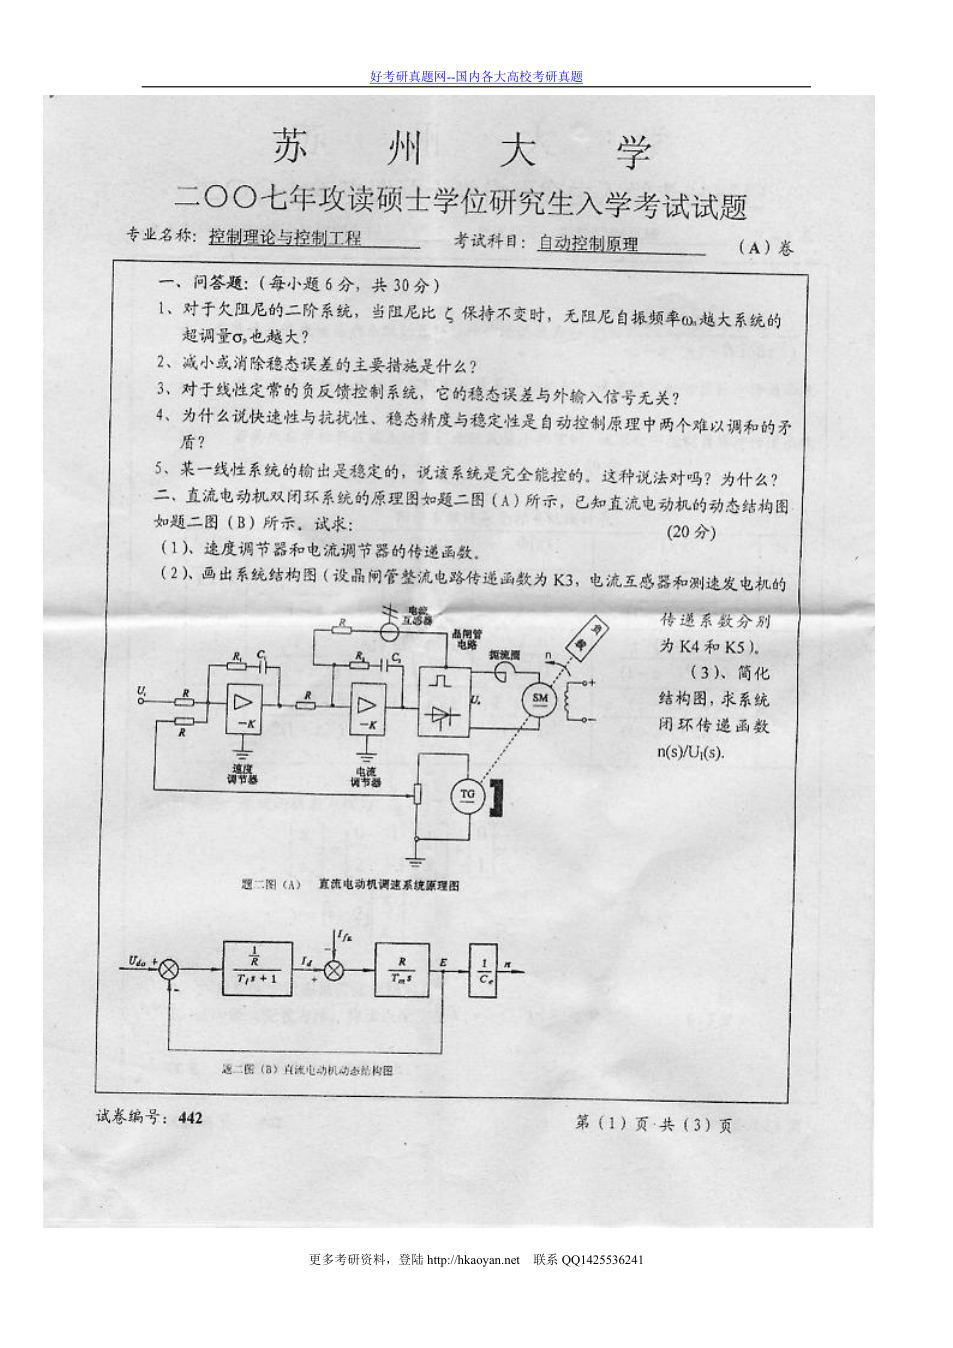 好考研真题网--国内各大高校考研真题
苏 州 大 学
二〇〇七年攻读硕士学位研究生入学考试试题
专业名称：控制理论与控制工程 考试科目：自动控制原理 （A）卷
一、问答题：（每小题6分，共30分）
1、对于欠阻尼的二阶系统，当阻尼比ζ保持不变时，无阻尼自振频率ωn越大系统的
超调量σp也越大？
2、减小或消除稳态误差的主要措施是什么？
3、对于线性定常的负反馈控制系统，它的稳态误差与外输入信号无关？
4、为什么说快速性与抗扰性、稳态精度与稳定性是自动控制原理中两个难以调和的矛
盾？
5、某一线性系统的输出是稳定的，说该系统是完全能控的。这种说法对吗？为什么？
二、直流电动机双闭环系统的原理图如题二图（A）所示，已知直流电动机的动态结构图
如题二图（B）所示。试求： (20分)
（1）、速度调节器和电流调节器的传递函数。
（2）、画出系统结构图（设晶闸管整流电路传递函数为K3，电流互感器和测速发电机的
传递系数分别
为K4和K5）。
（3）、简化
结构图，求系统
闭环传递函数
n(s)/U1(s).
电流
互感器
R
晶闸管
电路
扼流圈
n
负载
R1 C1
R2 C2
U1 R
R
-K
R
-K
Ud
SM
+
-
速度
调节器
电流
调节器
TG
题二图（A） 直流电动机调速系统原理图
Ud0 +
-
1/R
Tl s + 1
Id +
- Ifz
R
Tm s
E
1
Ce
n
题二图（B）直流电动机动态结构图
试卷编号：442
第（1）页·共（3）页
更多考研资料，登陆 http://hkaoyan.net 联系 QQ1425536241